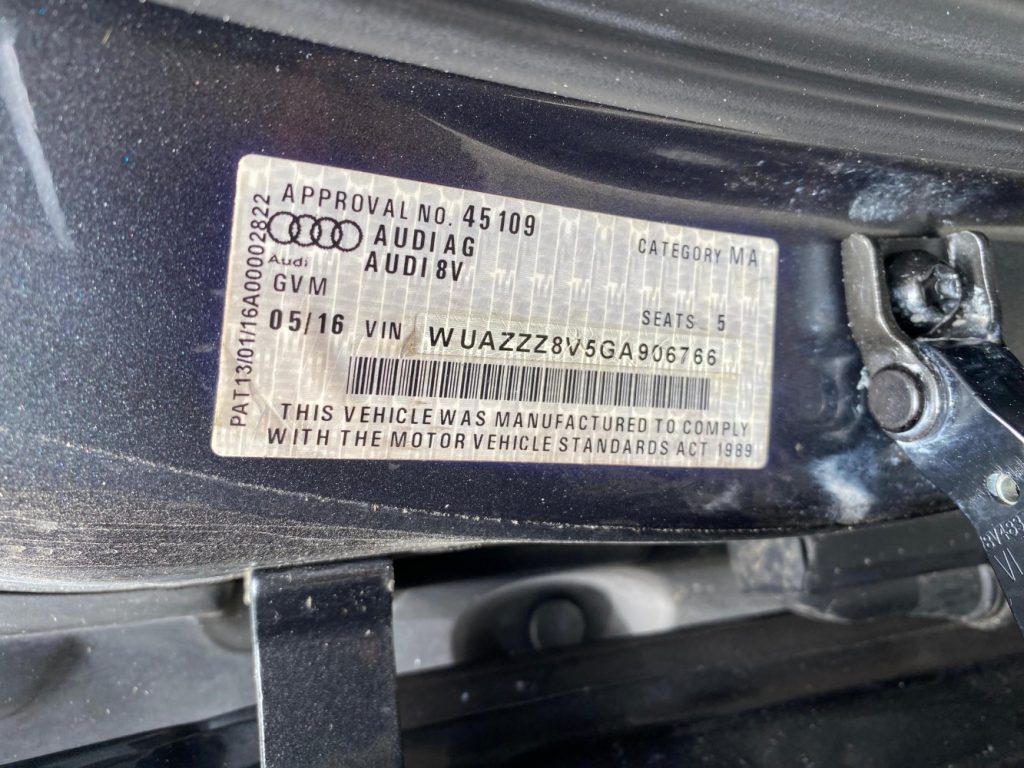 APPROVAL NO. 45109
AUDI AG
CATEGORY MA
Audi
AUDI 8V
GVM
SEATS 5
05/16 VIN WUAZZZ8V5GA906766
THIS VEHICLE WAS MANUFACTURED TO COMPLY
WITH THE MOTOR VEHICLE STANDARDS ACT 1989
PAT13/01/16A00002822